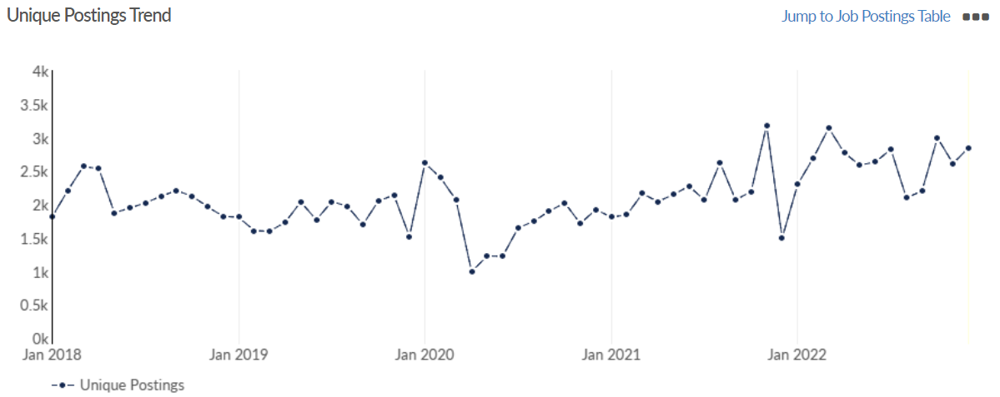 Unique Postings Trend
Jump to Job Postings Table
4k
3.5k
3k
2.5k
2k
1.5k
1k
0.5k
0k
Jan 2018 Jan 2019 Jan 2020 Jan 2021 Jan 2022
Unique Postings